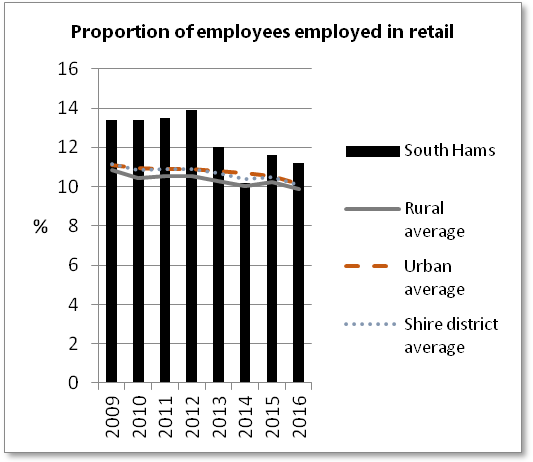 Proportion of employees employed in retail
16
14
12
10
8
6
4
2
0
%
2009
2010
2011
2012
2013
2014
2015
2016
South Hams
Rural
average
Urban
average
Shire district
average